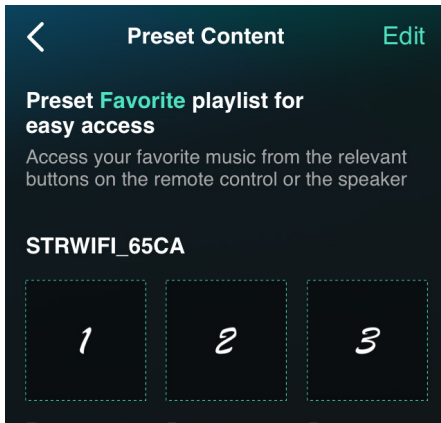 Preset Content
Edit
Preset Favorite playlist for
easy access
Access your favorite music from the relevant
buttons on the remote control or the speaker
STRWIFI_65CA
1 2 3